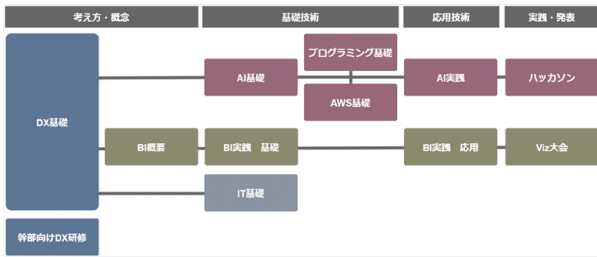 考え方・概念
基礎技術
応用技術
実践・発表
DX基礎
AI基礎
プログラミング基礎
AWS基礎
AI実践
ハッカソン
BI概要
BI実践 基礎
BI実践 応用
Viz大会
IT基礎
幹部向けDX研修